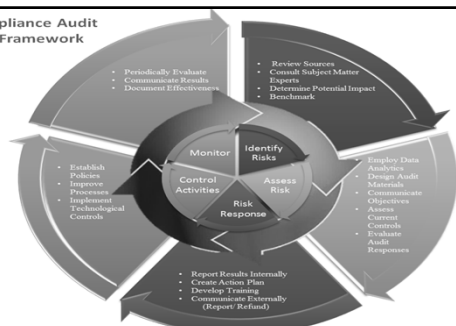 pliance Audit
Framework
• Periodically Evaluate
• Communicate Results
• Document Effectiveness
• Review Sources
• Consult Subject Matter
Experts
• Determine Potential Impact
• Benchmark
Monitor
Identify
Risks
Control
Activities
Assess
Risk
Risk
Response
• Establish
Policies
• Improve
Processes
• Implement
Technological
Controls
• Employ Data
Analytics
• Design Audit
Materials
• Communicate
Objectives
• Assess
Current
Controls
• Evaluate
Audit
Responses
• Report Results Internally
• Create Action Plan
• Develop Training
• Communicate Externally
(Report/ Refund)